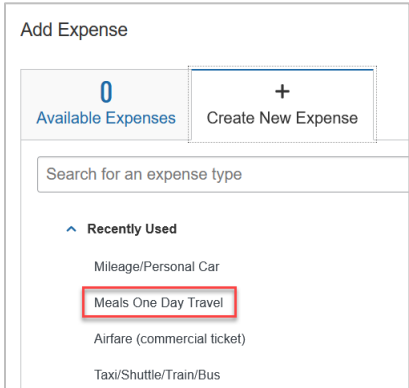 Add Expense
0
Available Expenses
+
Create New Expense
Search for an expense type
Recently Used
Mileage/Personal Car
Meals One Day Travel
Airfare (commercial ticket)
Taxi/Shuttle/Train/Bus